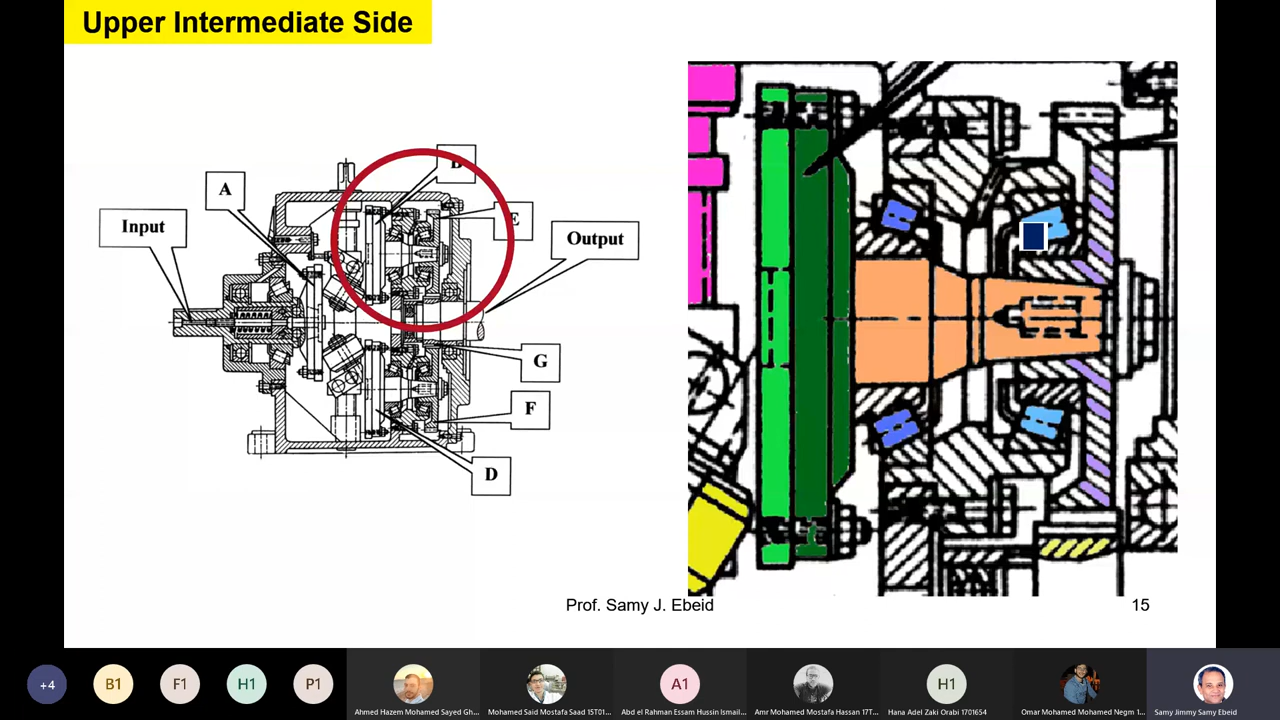 Upper Intermediate Side
A
Input
B
E
Output
G
F
D
Prof. Samy J. Ebeid
15
+4
B1
F1
H1
P1
A1
H1
Ahmed Hazem Mohamed Sayed Gh...
Mohamed Said Mostafa Saad 15T01...
Abd el Rahman Essam Hussin Ismail...
Amr Mohamed Mostafa Hassan 17T...
Hana Adel Zaki Orabi 1701654
Omar Mohamed Mohamed Negm 1...
Samy Jimmy Samy Ebeid